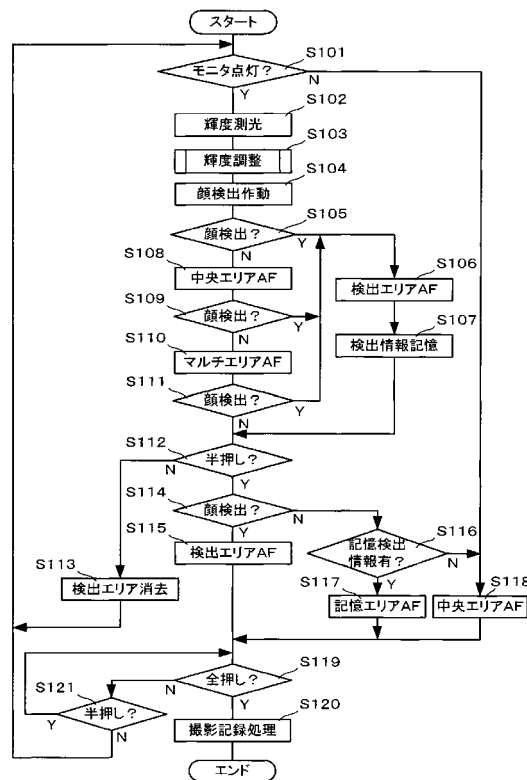 スタート
S101
モニタ点灯?
N
Y
S102
輝度測光
S103
輝度調整
S104
顔検出作動
S105
顔検出?
Y
N
S108
中央エリアAF
S106
検出エリアAF
S109
顔検出?
Y
N
S107
検出情報記憶
S110
マルチエリアAF
S111
顔検出?
Y
N
S112
半押し?
N
Y
S114
顔検出?
N
Y
S115
検出エリアAF
S116
記憶検出
情報有?
N
Y
S113
検出エリア消去
S117
記憶エリアAF
S118
中央エリアAF
S119
全押し?
N
Y
S121
半押し?
Y
N
S120
撮影記録処理
エンド